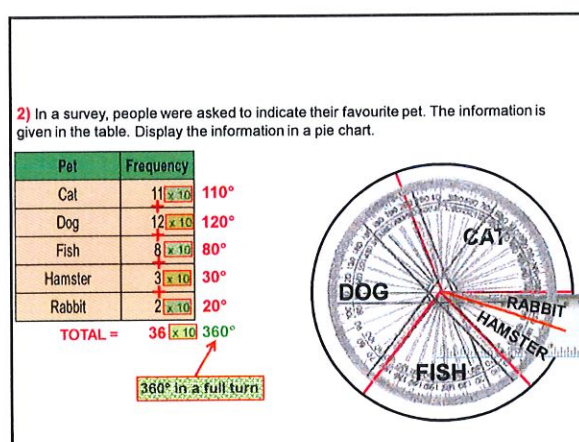 2) In a survey, people were asked to indicate their favourite pet. The information is
given in the table. Display the information in a pie chart.
Pet Frequency
Cat 11 x 10 110°
+
Dog 12 x 10 120°
+
Fish 8 x 10 80°
+
Hamster 3 x 10 30°
+
Rabbit 2 x 10 20°
TOTAL = 36 x 10 360°
360° in a full turn
CAT
DOG
RABBIT
HAMSTER
FISH